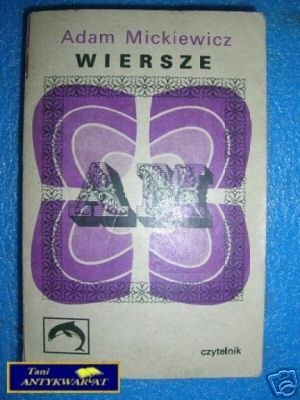 Adam Mickiewicz
WIERSZE
AM
czytelnik
Tani
ANTYKWARIAT